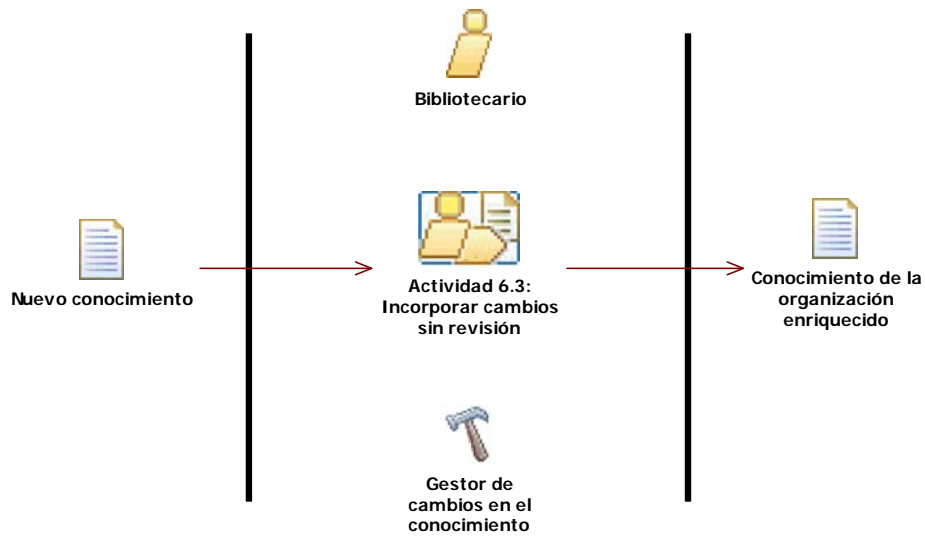 Bibliotecario
Nuevo conocimiento
Actividad 6.3:
Incorporar cambios
sin revisión
Conocimiento de la
organización
enriquecido
Gestor de
cambios en el
conocimiento